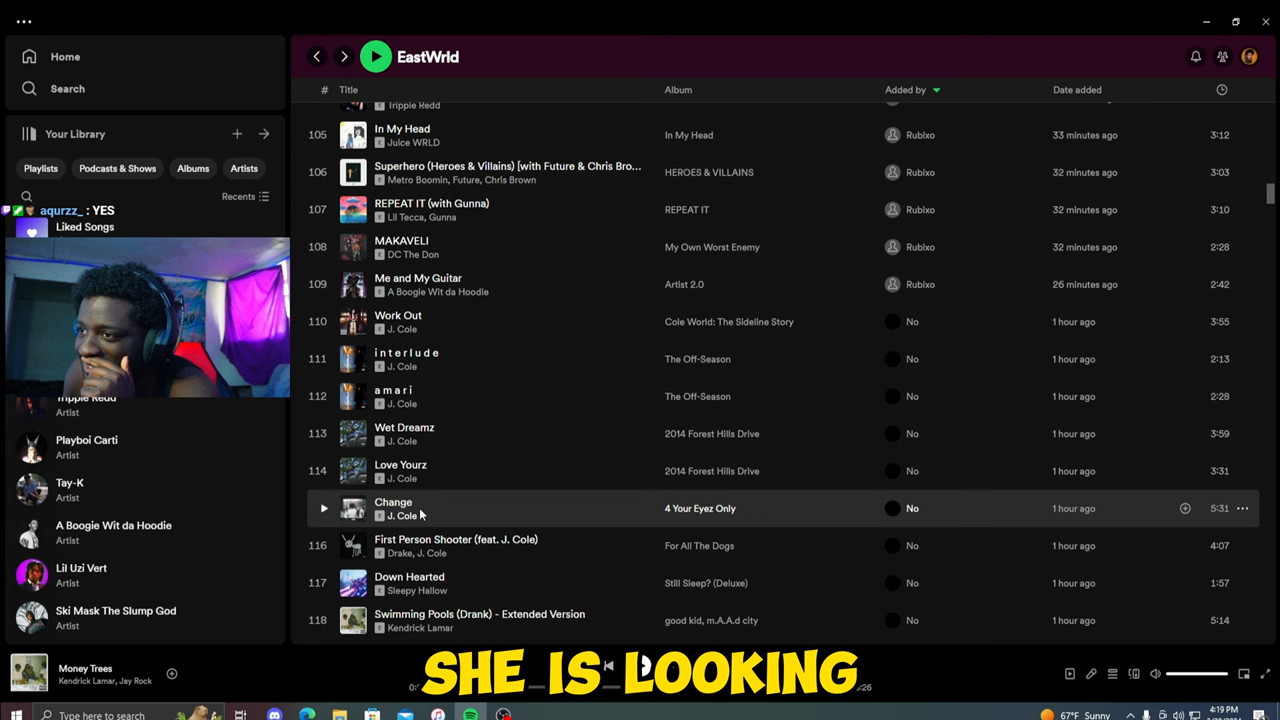 Home
Search
Your Library
Playlists
Podcasts & Shows
Albums
Artists
Recents
aqurzz_ : YES
Liked Songs
Trippie Redd
Artist
Playboi Carti
Artist
Tay-K
Artist
A Boogie Wit da Hoodie
Artist
Lil Uzi Vert
Artist
Ski Mask The Slump God
Artist
EastWrld
# Title Album Added by Date added
Trippie Redd
105 In My Head In My Head Rublxo 33 minutes ago 3:12
E Juice WRLD
106 Superhero (Heroes & Villains) [with Future & Chris Bro... HEROES & VILLAINS Rublxo 32 minutes ago 3:03
E Metro Boomin, Future, Chris Brown
107 REPEAT IT (with Gunna) REPEAT IT Rublxo 32 minutes ago 3:10
E Lil Tecca, Gunna
108 MAKAVELI My Own Worst Enemy Rublxo 32 minutes ago 2:28
E DC The Don
109 Me and My Guitar Artist 2.0 Rublxo 26 minutes ago 2:42
E A Boogie Wit da Hoodie
110 Work Out Cole World: The Sideline Story No 1 hour ago 3:55
E J. Cole
111 i n t e r l u d e The Off-Season No 1 hour ago 2:13
E J. Cole
112 a m a r i The Off-Season No 1 hour ago 2:28
E J. Cole
113 Wet Dreamz 2014 Forest Hills Drive No 1 hour ago 3:59
E J. Cole
114 Love Yourz 2014 Forest Hills Drive No 1 hour ago 3:31
E J. Cole
Change 4 Your Eyez Only No 1 hour ago 5:31
E J. Cole
116 First Person Shooter (feat. J. Cole) For All The Dogs No 1 hour ago 4:07
E Drake, J. Cole
117 Down Hearted Still Sleep? (Deluxe) No 1 hour ago 1:57
E Sleepy Hallow
118 Swimming Pools (Drank) - Extended Version good kid, m.A.A.d city No 1 hour ago 5:14
E Kendrick Lamar
Money Trees
Kendrick Lamar, Jay Rock
SHE IS LOOKING
:26
Type here to search
67°F Sunny
4:19 PM